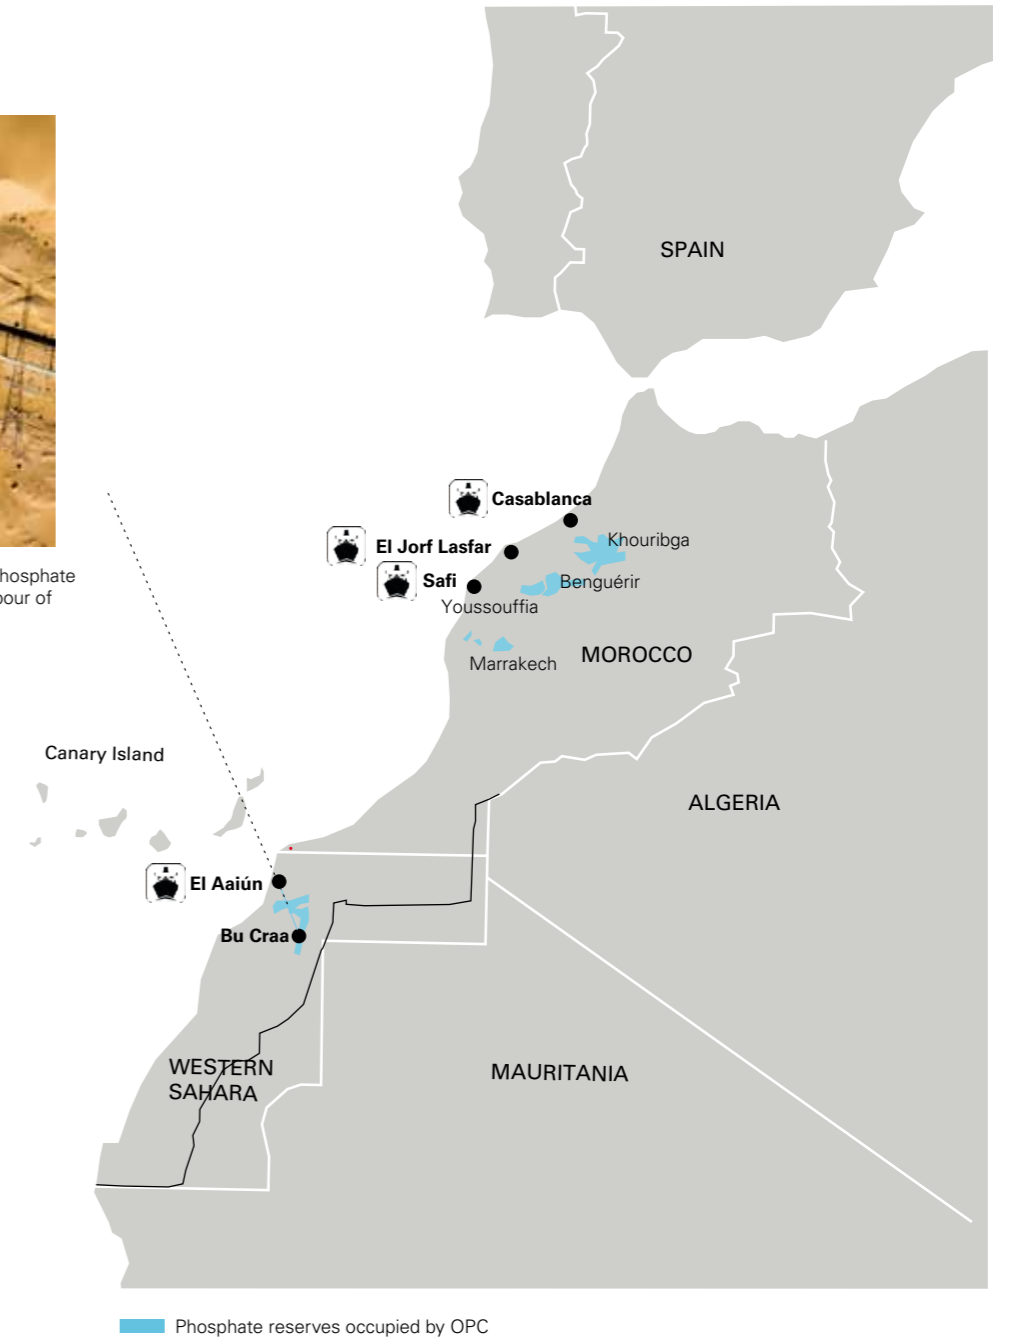 SPAIN
Casablanca
Khouribga
El Jorf Lasfar
Benguérir
Safi
Youssouffia
hosphate
our of
MOROCCO
Marrakech
Canary Island
ALGERIA
El Aaiún
Bu Craa
WESTERN
SAHARA
MAURITANIA
Phosphate reserves occupied by OPC